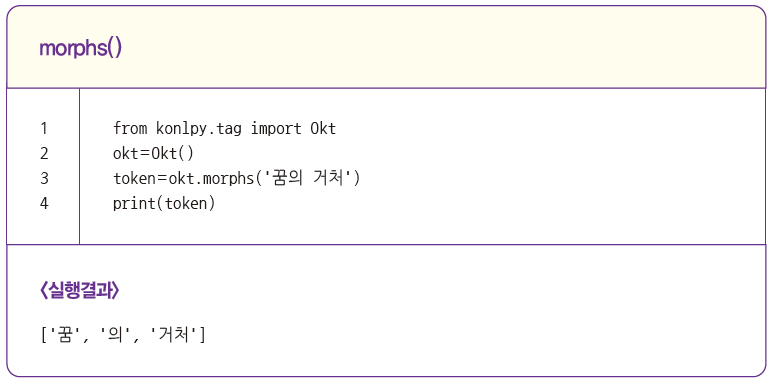 morphs()
1 from konlpy.tag import Okt
2 okt=Okt()
3 token=okt.morphs('꿈의 거처')
4 print(token)
<실행결과>
['꿈', '의', '거처']